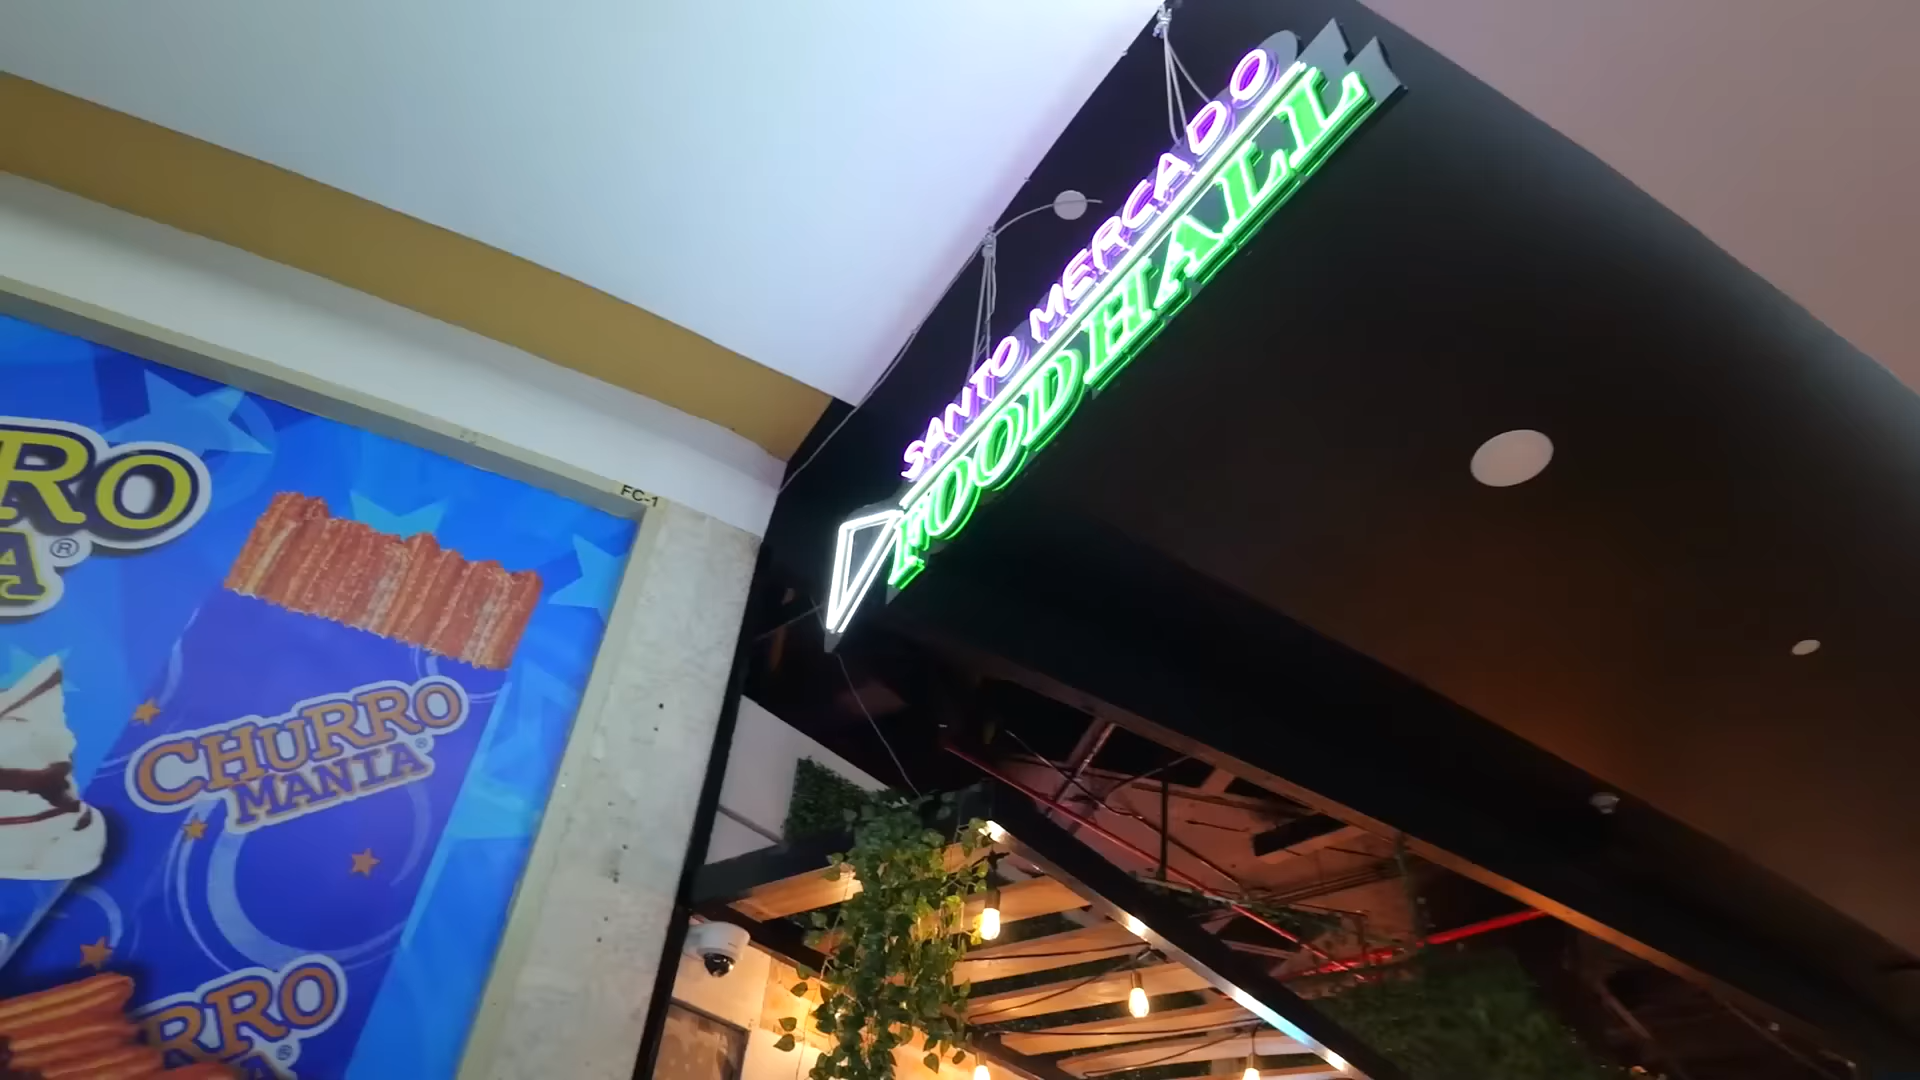 RRO
A®
FC-1
CHURRO
MANIA®
RRO
A®
SANTO MERCADO
FOODHALL